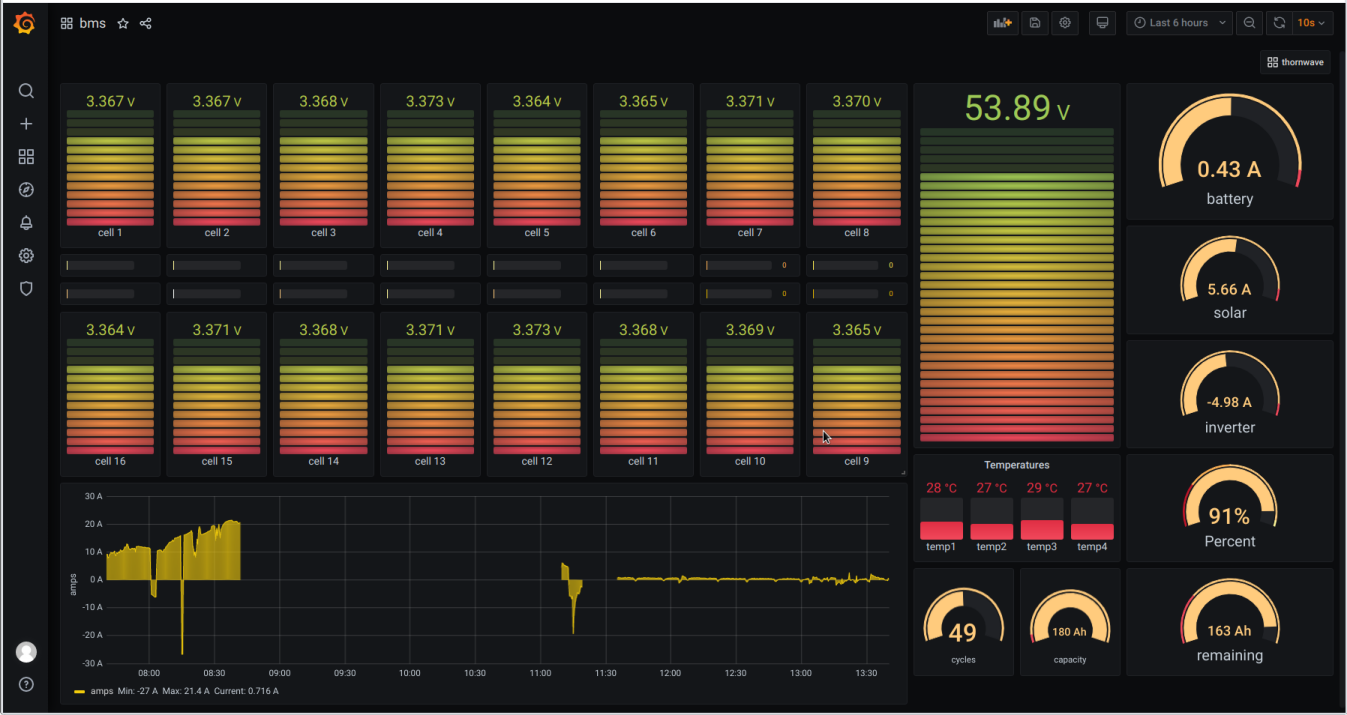 bms
Last 6 hours
10s
thornwave
3.367 V 3.367 V 3.368 V 3.373 V 3.364 V 3.365 V 3.371 V 3.370 V
cell 1 cell 2 cell 3 cell 4 cell 5 cell 6 cell 7 cell 8
0 0
0 0
3.364 V 3.371 V 3.368 V 3.371 V 3.373 V 3.368 V 3.369 V 3.365 V
cell 16 cell 15 cell 14 cell 13 cell 12 cell 11 cell 10 cell 9
53.89 V
0.43 A
battery
5.66 A
solar
-4.98 A
inverter
Temperatures
28 °C 27 °C 29 °C 27 °C
temp1 temp2 temp3 temp4
91%
Percent
49
cycles
180 Ah
capacity
163 Ah
remaining
amps
30 A
20 A
10 A
0 A
-10 A
-20 A
-30 A
08:00 08:30 09:00 09:30 10:00 10:30 11:00 11:30 12:00 12:30 13:00 13:30
amps Min: -27 A Max: 21.4 A Current: 0.716 A